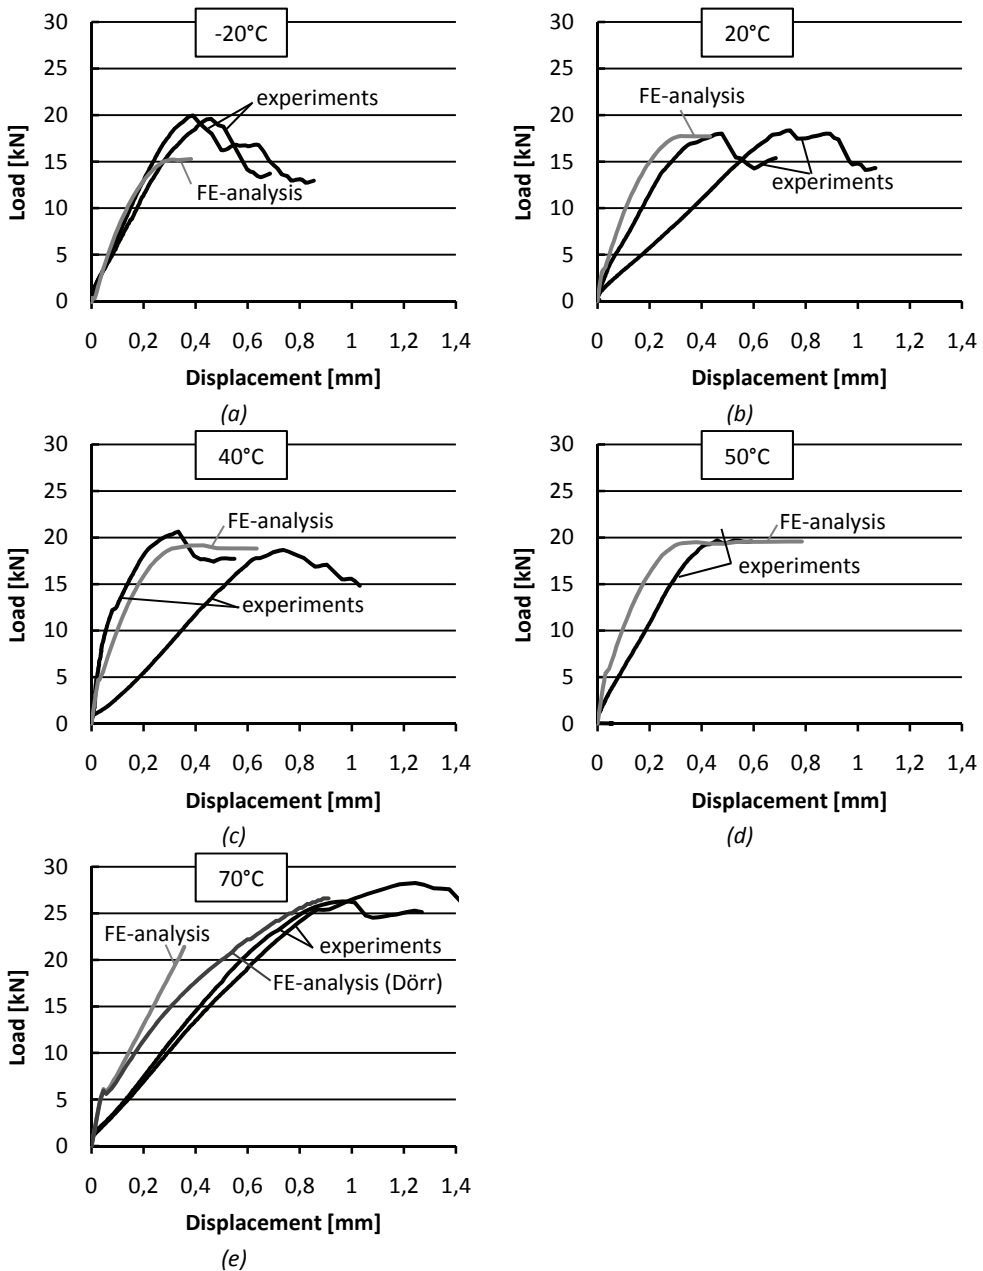 -20°C
30
25
20
15
10
5
0
Load [kN]
experiments
FE-analysis
0 0,2 0,4 0,6 0,8 1 1,2 1,4
Displacement [mm]
(a)
20°C
30
25
20
15
10
5
0
Load [kN]
FE-analysis
experiments
0 0,2 0,4 0,6 0,8 1 1,2 1,4
Displacement [mm]
(b)
40°C
30
25
20
15
10
5
0
Load [kN]
FE-analysis
experiments
0 0,2 0,4 0,6 0,8 1 1,2 1,4
Displacement [mm]
(c)
50°C
30
25
20
15
10
5
0
Load [kN]
FE-analysis
experiments
0 0,2 0,4 0,6 0,8 1 1,2 1,4
Displacement [mm]
(d)
70°C
30
25
20
15
10
5
0
Load [kN]
FE-analysis
experiments
FE-analysis (Dörr)
0 0,2 0,4 0,6 0,8 1 1,2 1,4
Displacement [mm]
(e)